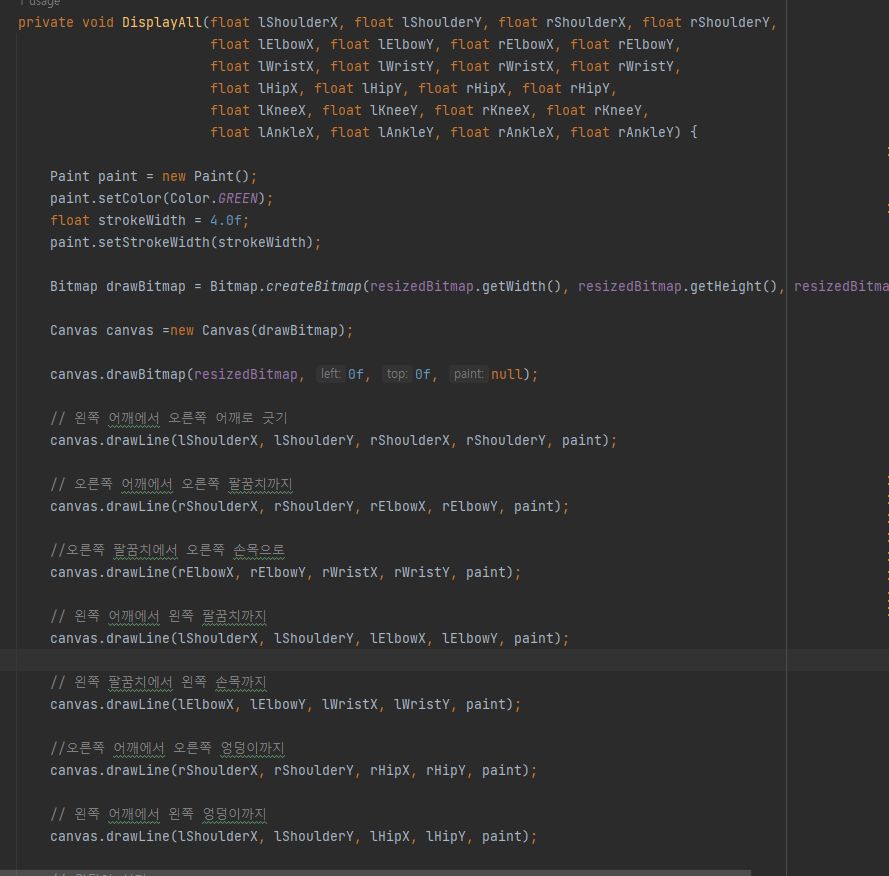 1 usage
private void DisplayAll(float lShoulderX, float lShoulderY, float rShoulderX, float rShoulderY,
float lElbowX, float lElbowY, float rElbowX, float rElbowY,
float lWristX, float lWristY, float rWristX, float rWristY,
float lHipX, float lHipY, float rHipX, float rHipY,
float lKneeX, float lKneeY, float rKneeX, float rKneeY,
float lAnkleX, float lAnkleY, float rAnkleX, float rAnkleY) {
Paint paint = new Paint();
paint.setColor(Color.GREEN);
float strokeWidth = 4.0f;
paint.setStrokeWidth(strokeWidth);
Bitmap drawBitmap = Bitmap.createBitmap(resizedBitmap.getWidth(), resizedBitmap.getHeight(), resizedBitma
Canvas canvas =new Canvas(drawBitmap);
canvas.drawBitmap(resizedBitmap, left: 0f, top: 0f, paint: null);
// 왼쪽 어깨에서 오른쪽 어깨로 긋기
canvas.drawLine(lShoulderX, lShoulderY, rShoulderX, rShoulderY, paint);
// 오른쪽 어깨에서 오른쪽 팔꿈치까지
canvas.drawLine(rShoulderX, rShoulderY, rElbowX, rElbowY, paint);
//오른쪽 팔꿈치에서 오른쪽 손목으로
canvas.drawLine(rElbowX, rElbowY, rWristX, rWristY, paint);
// 왼쪽 어깨에서 왼쪽 팔꿈치까지
canvas.drawLine(lShoulderX, lShoulderY, lElbowX, lElbowY, paint);
// 왼쪽 팔꿈치에서 왼쪽 손목까지
canvas.drawLine(lElbowX, lElbowY, lWristX, lWristY, paint);
//오른쪽 어깨에서 오른쪽 엉덩이까지
canvas.drawLine(rShoulderX, rShoulderY, rHipX, rHipY, paint);
// 왼쪽 어깨에서 왼쪽 엉덩이까지
canvas.drawLine(lShoulderX, lShoulderY, lHipX, lHipY, paint);